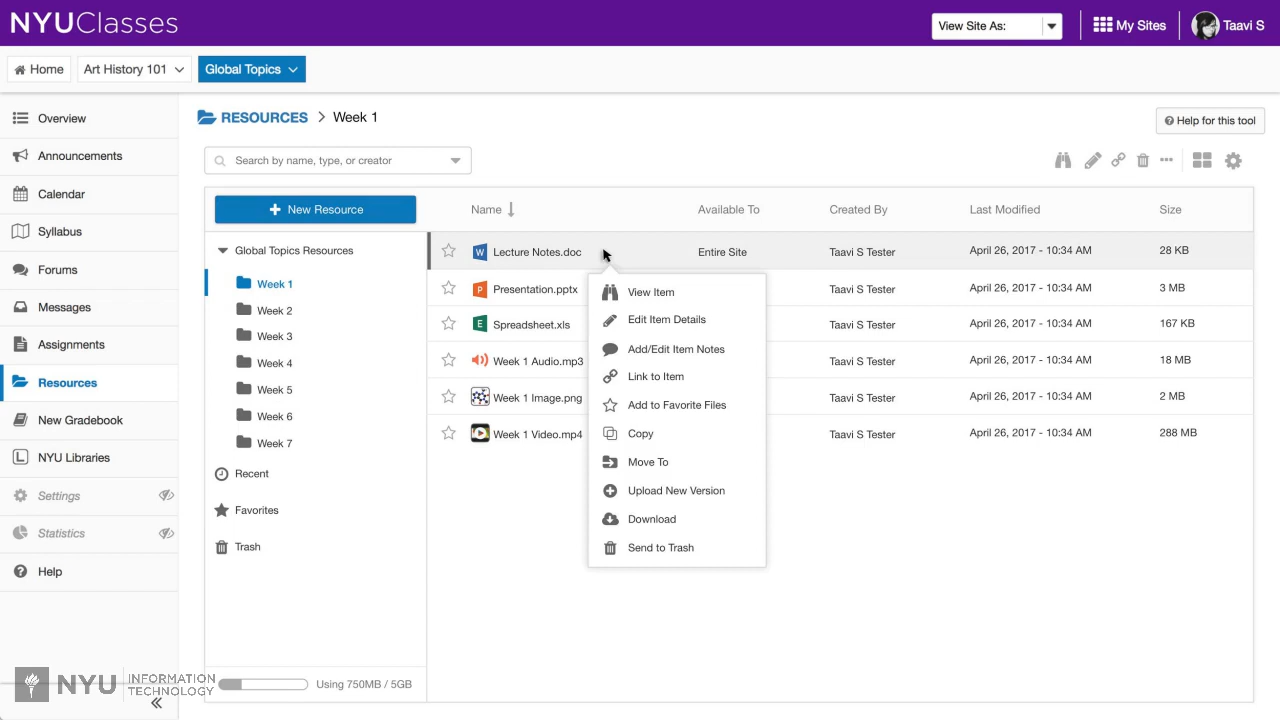 NYUClasses
View Site As:
My Sites
Taavi S
Home
Art History 101
Global Topics
Overview
Announcements
Calendar
Syllabus
Forums
Messages
Assignments
Resources
New Gradebook
NYU Libraries
Settings
Statistics
Help
RESOURCES > Week 1
Help for this tool
Search by name, type, or creator
New Resource
Global Topics Resources
Week 1
Week 2
Week 3
Week 4
Week 5
Week 6
Week 7
Recent
Favorites
Trash
Using 750MB / 5GB
Name Available To Created By Last Modified Size
Lecture Notes.doc Entire Site Taavi S Tester April 26, 2017 - 10:34 AM 28 KB
Presentation.pptx Taavi S Tester April 26, 2017 - 10:34 AM 3 MB
Spreadsheet.xls Taavi S Tester April 26, 2017 - 10:34 AM 167 KB
Week 1 Audio.mp3 Taavi S Tester April 26, 2017 - 10:34 AM 18 MB
Week 1 Image.png Taavi S Tester April 26, 2017 - 10:34 AM 2 MB
Week 1 Video.mp4 Taavi S Tester April 26, 2017 - 10:34 AM 288 MB
View Item
Edit Item Details
Add/Edit Item Notes
Link to Item
Add to Favorite Files
Copy
Move To
Upload New Version
Download
Send to Trash
NYU INFORMATION
TECHNOLOGY